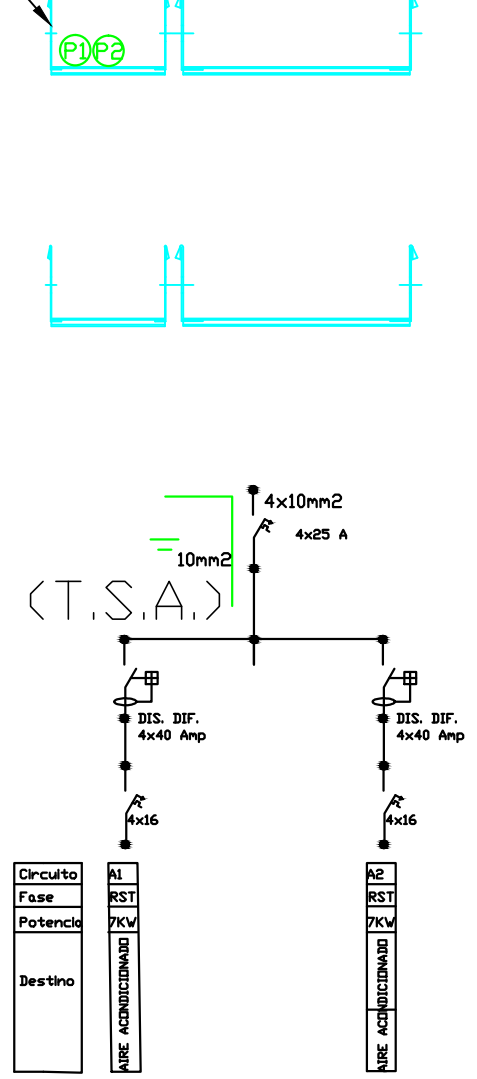 P1 P2
4x10mm2
4x25 A
10mm2
(T.S.A.)
DIS. DIF.
4x40 Amp
DIS. DIF.
4x40 Amp
4x16
4x16
Circuito A1 A2
Fase RST RST
Potencia 7KW 7KW
Destino AIRE ACONDICIONADO AIRE ACONDICIONADO